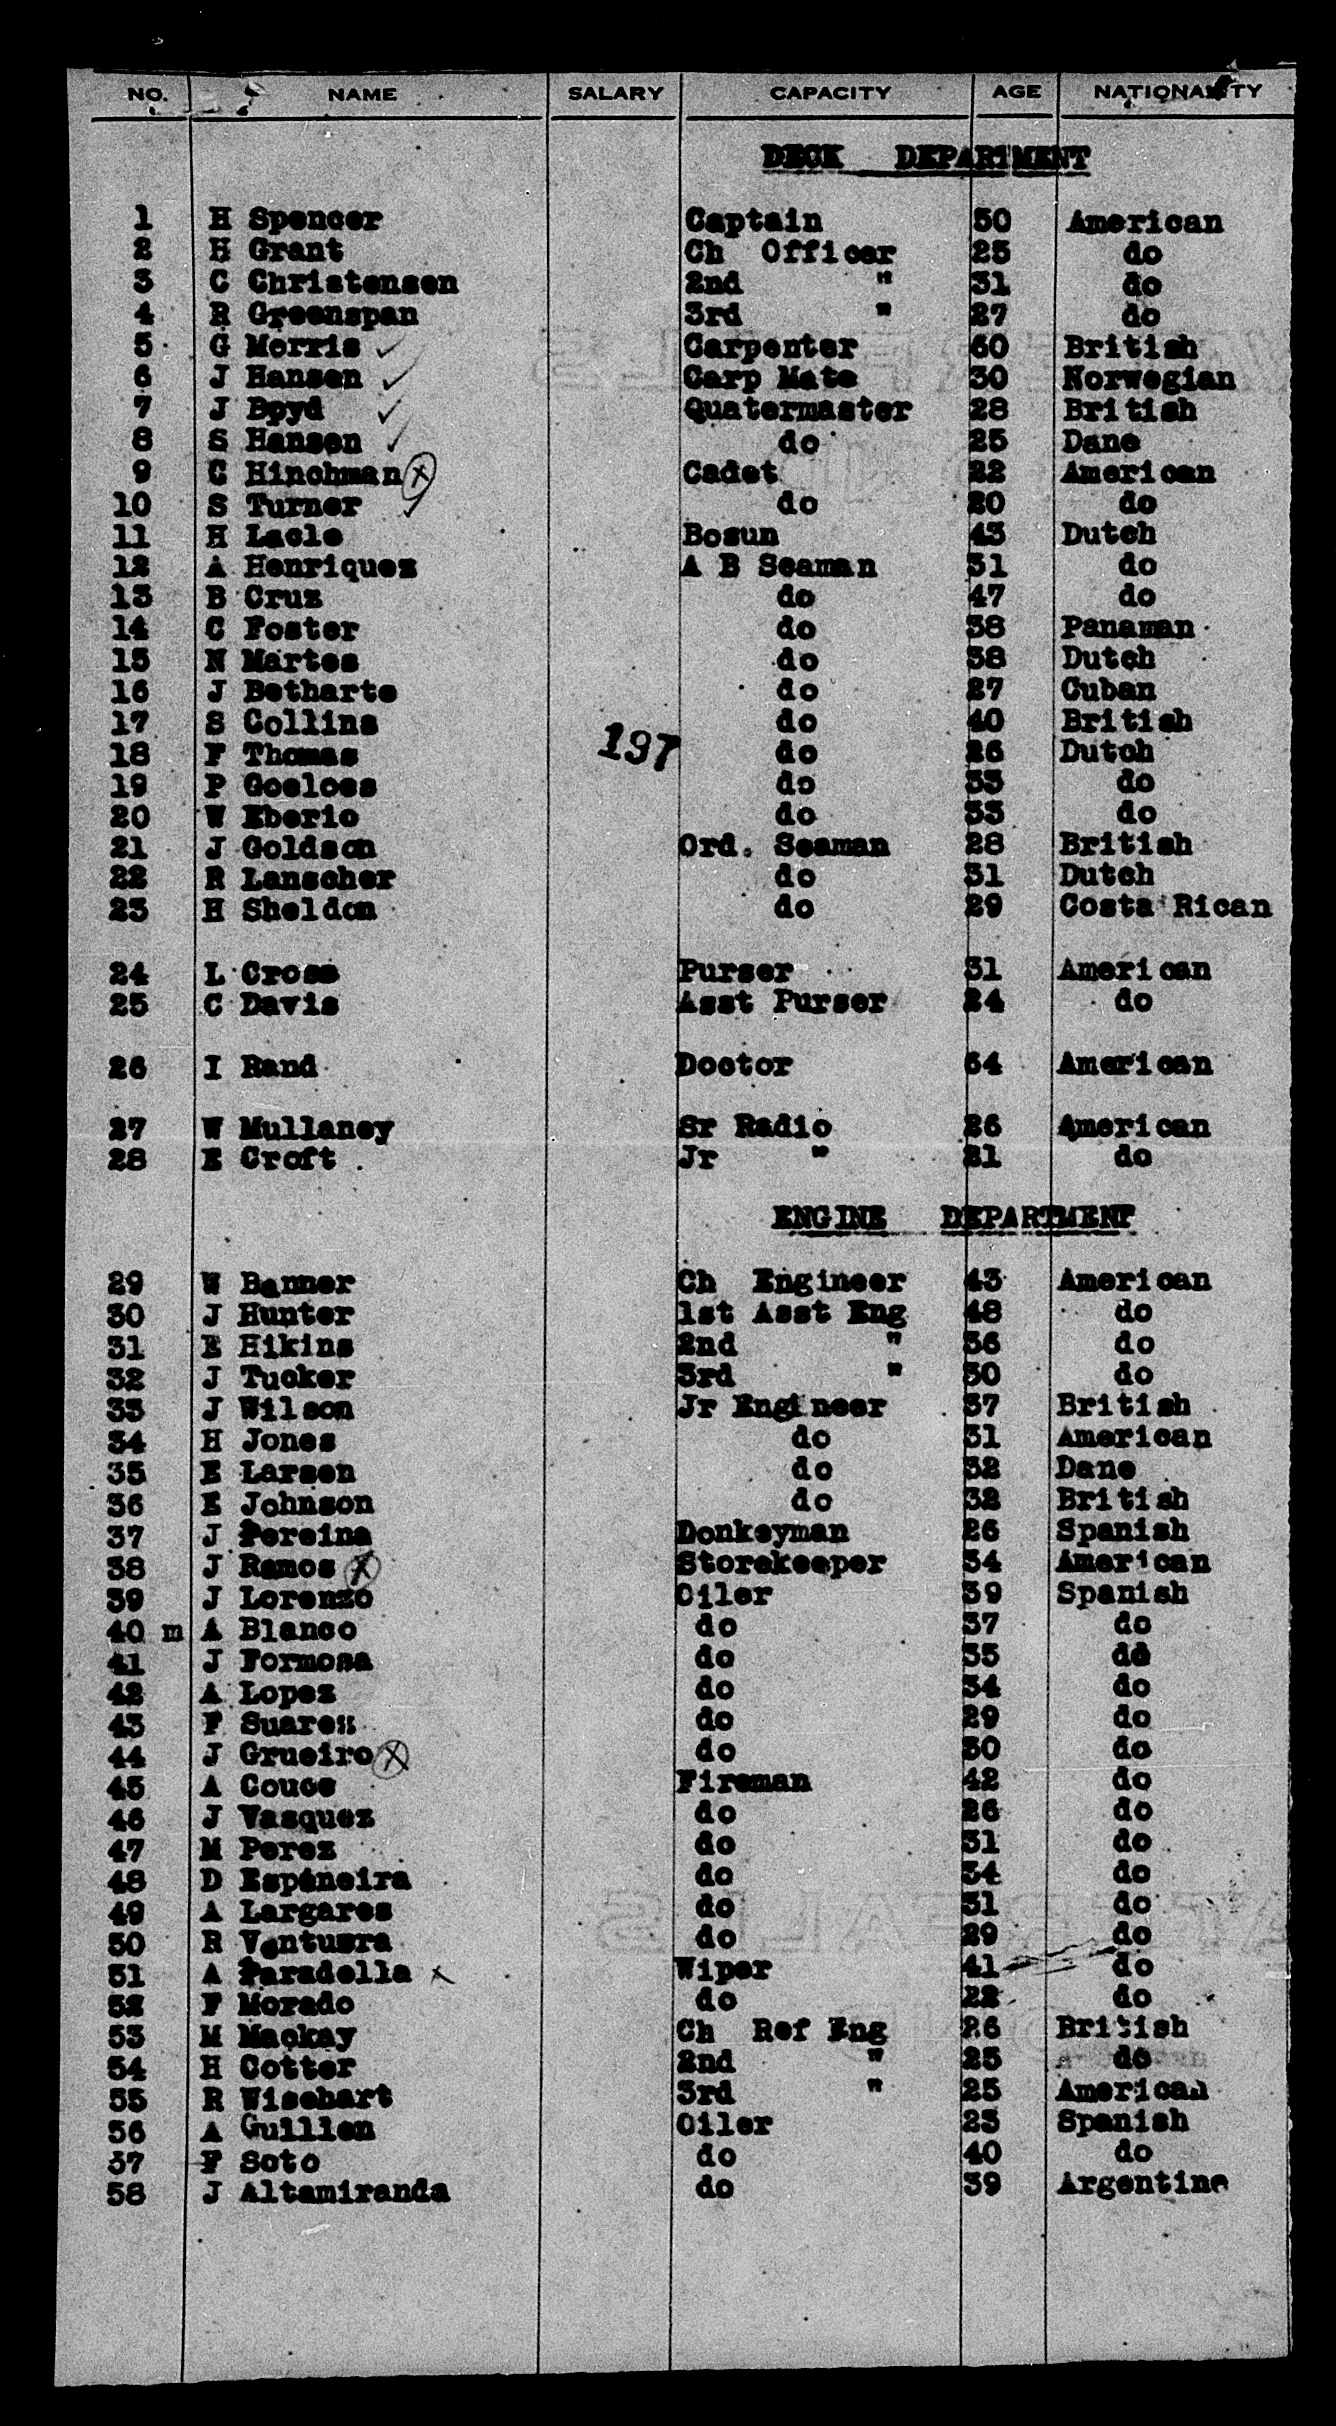 NO. NAME SALARY CAPACITY AGE NATIONALITY
DECK DEPARTMENT
1 H Spencer Captain 50 American
2 H Grant Ch Officer 25 do
3 C Christensen 2nd " 31 do
4 R Greenspan 3rd " 27 do
5 G Morris ✓ Carpenter 60 British
6 J Hansen ✓ Carp Mate 30 Norwegian
7 J Bpyd ✓ Quatermaster 28 British
8 S Hansen ✓ do 25 Dane
9 C Hinchman X Cadet 22 American
10 S Turner ✓ do 20 do
11 H Lacle Bosun 43 Dutch
12 A Henriquez A B Seaman 31 do
13 B Cruz do 47 do
14 C Foster do 38 Panaman
15 N Martes do 38 Dutch
16 J Betharte do 27 Cuban
17 S Collins do 40 British
197
18 F Thomas do 26 Dutch
19 P Goeloes do 33 do
20 W Eberio do 33 do
21 J Goldson Ord. Seaman 28 British
22 R Lanscher do 31 Dutch
23 H Sheldon do 29 Costa Rican
24 L Cross Purser 31 American
25 C Davis Asst Purser 24 do
26 I Rand Doctor 64 American
27 W Mullaney Sr Radio 26 American
28 E Croft Jr " 21 do
ENGINE DEPARTMENT
29 W Banner Ch Engineer 43 American
30 J Hunter 1st Asst Eng 48 do
31 E Hikins 2nd " 36 do
32 J Tucker 3rd " 30 do
33 J Wilson Jr Engineer 37 British
34 H Jones do 31 American
35 E Larsen do 32 Dane
36 E Johnson do 32 British
37 J Pereina Donkeyman 26 Spanish
38 J Ramos X Storekeeper 34 American
39 J Lorenzo Oiler 39 Spanish
40 m A Blanco do 37 do
41 J Formosa do 35 do
42 A Lopez do 34 do
43 F Suarez do 29 do
44 J Grueiro X do 30 do
45 A Couce Fireman 42 do
46 J Vasquez do 26 do
47 M Perez do 31 do
48 D Espineira do 34 do
49 A Largares do 31 do
50 R Ventusra do 29 do
51 A Paradella x Wiper 41 do
52 F Morado do 22 do
53 M Mackay Ch Ref Eng 26 British
54 H Cotter 2nd " 25 do
55 R Wisehart 3rd " 25 American
56 A Guillen Oiler 23 Spanish
57 F Soto do 40 do
58 J Altamiranda do 39 Argentine